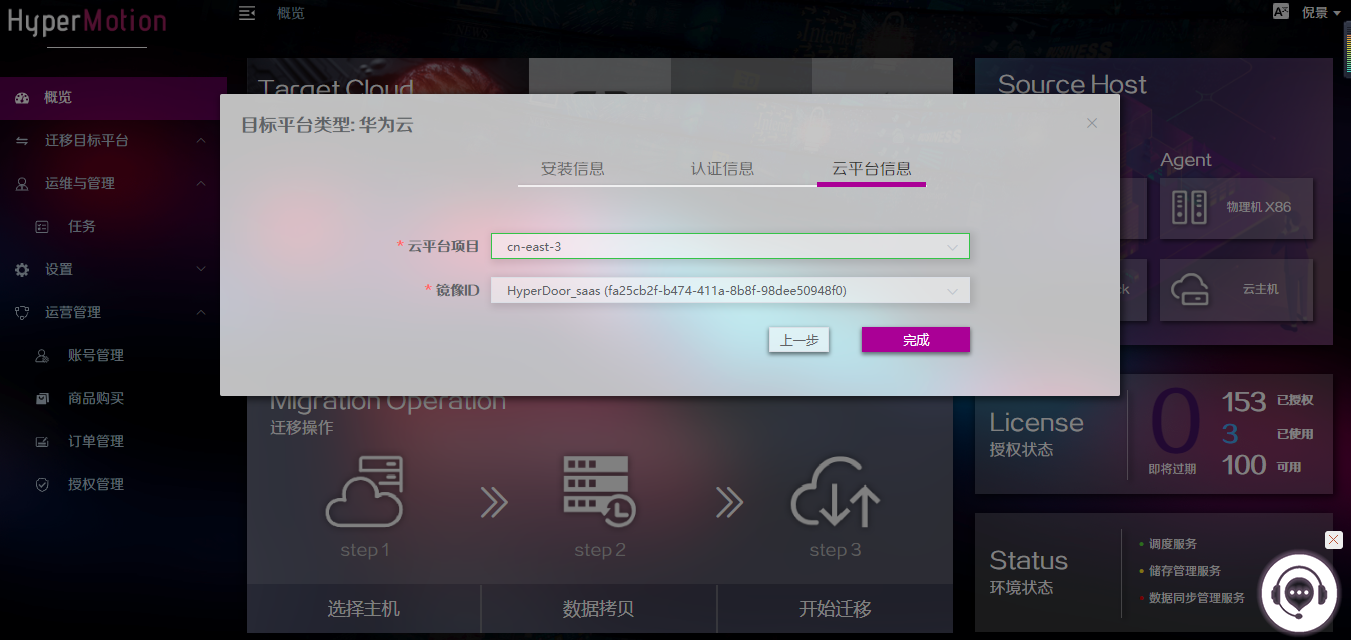 HyperMotion
概览
倪景
概览
迁移目标平台
运维与管理
任务
设置
运营管理
账号管理
商品购买
订单管理
授权管理
Target Cloud
目标平台类型: 华为云
安装信息
认证信息
云平台信息
* 云平台项目
cn-east-3
* 镜像ID
HyperDoor_saas (fa25cb2f-b474-411a-8b8f-98dee50948f0)
上一步
完成
Source Host
Agent
物理机 X86
云主机
Migration Operation
迁移操作
step 1
step 2
step 3
选择主机
数据拷贝
开始迁移
License
授权状态
0
即将过期
153 已授权
3 已使用
100 可用
Status
环境状态
调度服务
储存管理服务
数据同步管理服务